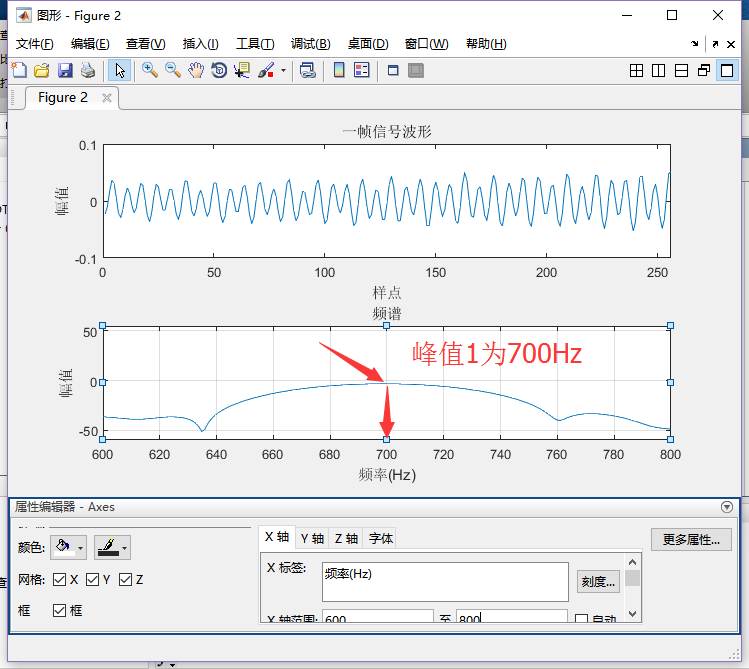 图形 - Figure 2
文件(F) 编辑(E) 查看(V) 插入(I) 工具(T) 调试(B) 桌面(D) 窗口(W) 帮助(H)
Figure 2
一帧信号波形
0.1
幅值
0
-0.1
0 50 100 150 200 250
样点
频谱
50
峰值1为700Hz
幅值
0
-50
600 620 640 660 680 700 720 740 760 780 800
频率(Hz)
属性编辑器 - Axes
颜色:
X 轴 Y 轴 Z 轴 字体
更多属性...
X 标签:
频率(Hz)
刻度...
网格: X Y Z
框 框
X 轴范围: 600 至 800 自动